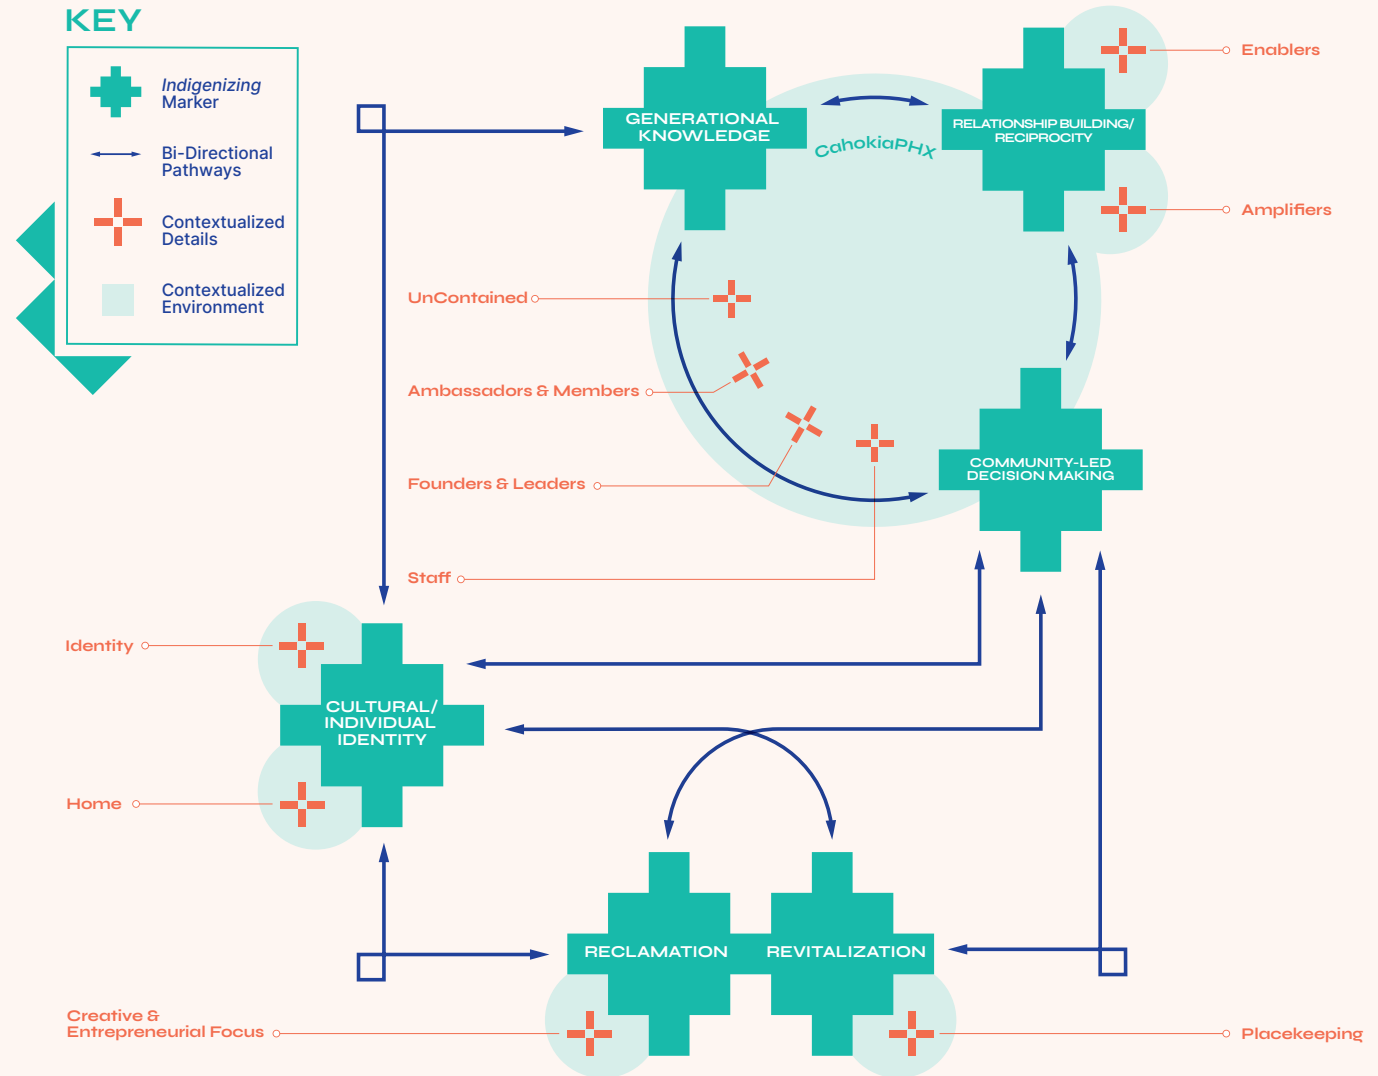 KEY
Indigenizing
Marker
Bi-Directional
Pathways
Contextualized
Details
Contextualized
Environment
GENERATIONAL
KNOWLEDGE
CahokiaPHX
RELATIONSHIP BUILDING/
RECIPROCITY
Enablers
Amplifiers
UnContained
Ambassadors & Members
Founders & Leaders
Staff
COMMUNITY-LED
DECISION MAKING
Identity
CULTURAL/
INDIVIDUAL
IDENTITY
Home
RECLAMATION
REVITALIZATION
Creative &
Entrepreneurial Focus
Placekeeping